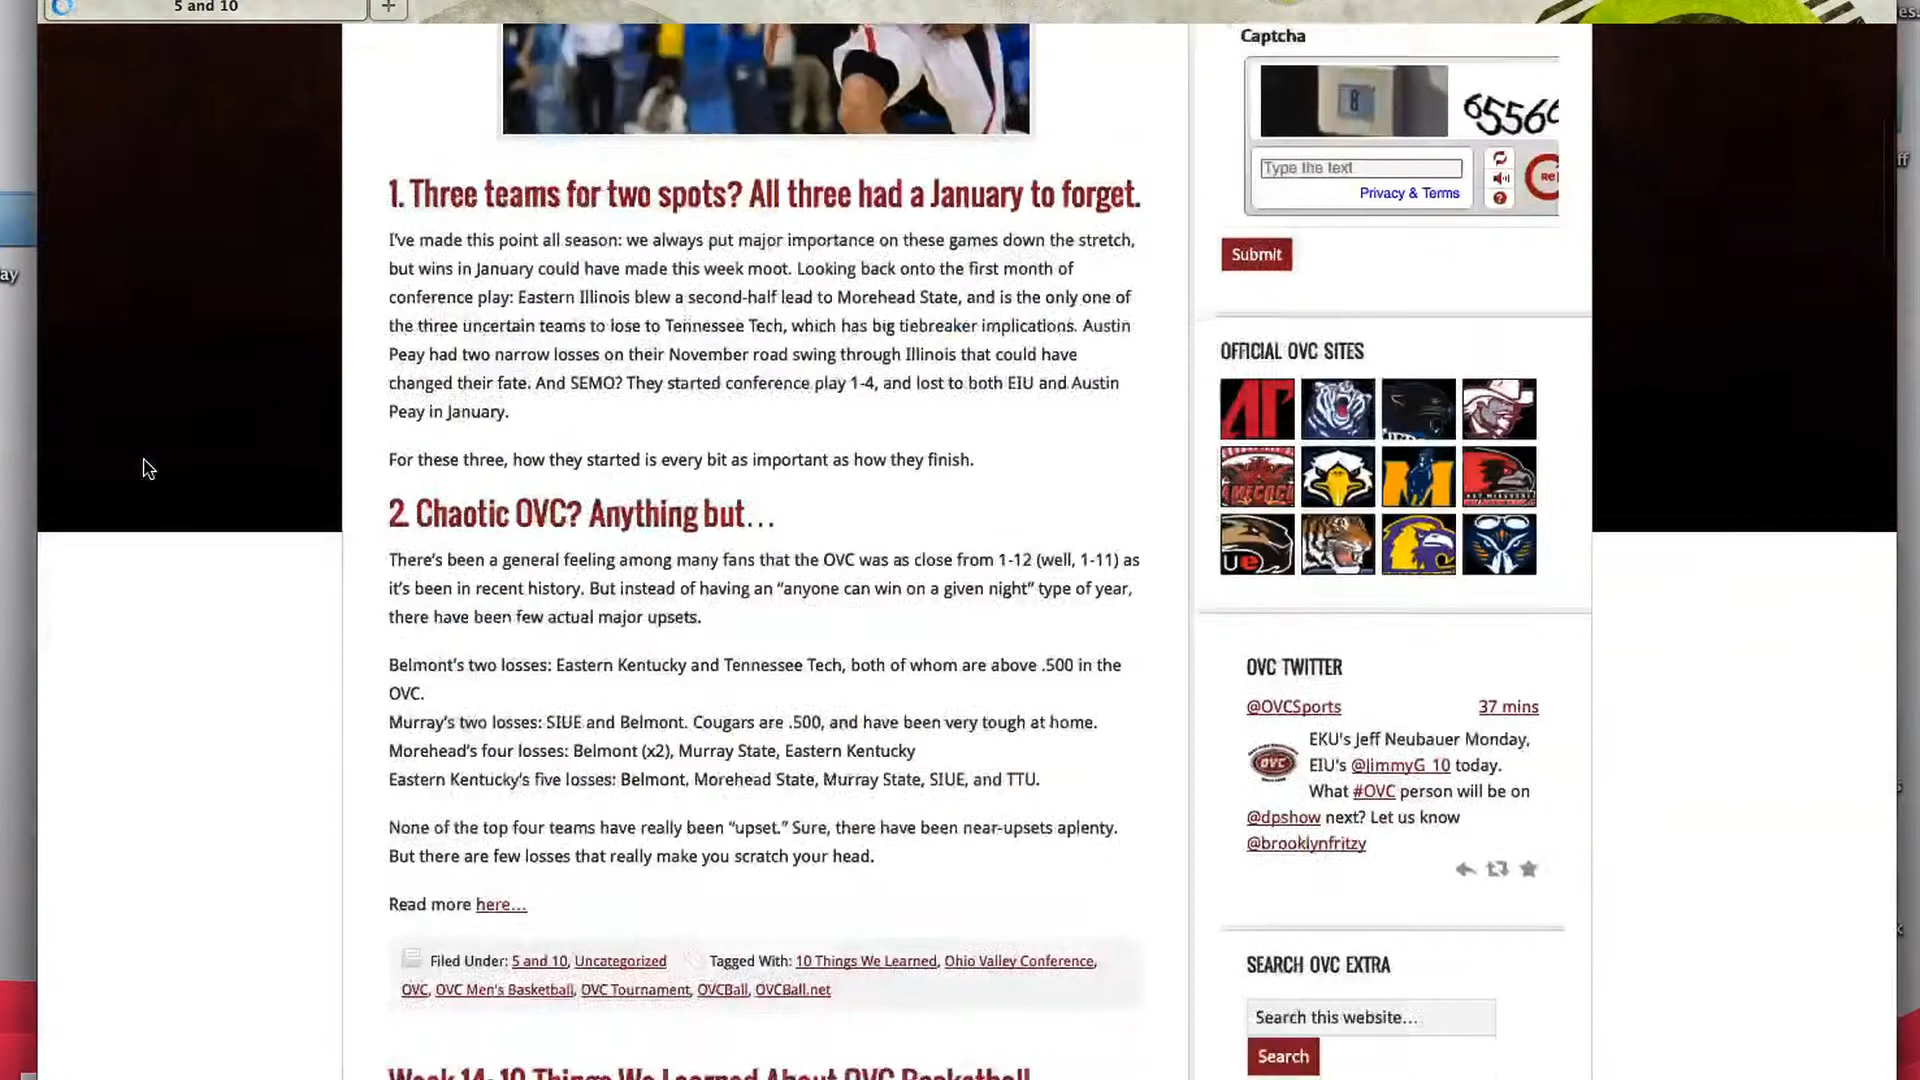 5 and 10
1. Three teams for two spots? All three had a January to forget.
I've made this point all season: we always put major importance on these games down the stretch,
but wins in January could have made this week moot. Looking back onto the first month of
conference play: Eastern Illinois blew a second-half lead to Morehead State, and is the only one of
the three uncertain teams to lose to Tennessee Tech, which has big tiebreaker implications. Austin
Peay had two narrow losses on their November road swing through Illinois that could have
changed their fate. And SEMO? They started conference play 1-4, and lost to both EIU and Austin
Peay in January.
For these three, how they started is every bit as important as how they finish.
2. Chaotic OVC? Anything but…
There's been a general feeling among many fans that the OVC was as close from 1-12 (well, 1-11) as
it's been in recent history. But instead of having an “anyone can win on a given night” type of year,
there have been few actual major upsets.
Belmont's two losses: Eastern Kentucky and Tennessee Tech, both of whom are above .500 in the
OVC.
Murray's two losses: SIUE and Belmont. Cougars are .500, and have been very tough at home.
Morehead's four losses: Belmont (x2), Murray State, Eastern Kentucky
Eastern Kentucky's five losses: Belmont, Morehead State, Murray State, SIUE, and TTU.
None of the top four teams have really been “upset.” Sure, there have been near-upsets aplenty.
But there are few losses that really make you scratch your head.
Read more here…
Filed Under: 5 and 10, Uncategorized Tagged With: 10 Things We Learned, Ohio Valley Conference,
OVC, OVC Men's Basketball, OVC Tournament, OVCBall, OVCBall.net
Week 14: 10 Things We Learned About OVC Basketball
Captcha
8
65566
Type the text
Privacy & Terms
Submit
OFFICIAL OVC SITES
OVC TWITTER
@OVCSports 37 mins
EKU's Jeff Neubauer Monday,
EIU's @JimmyG_10 today.
What #OVC person will be on
@dpshow next? Let us know
@brooklynfritzy
OVC
SEARCH OVC EXTRA
Search this website…
Search